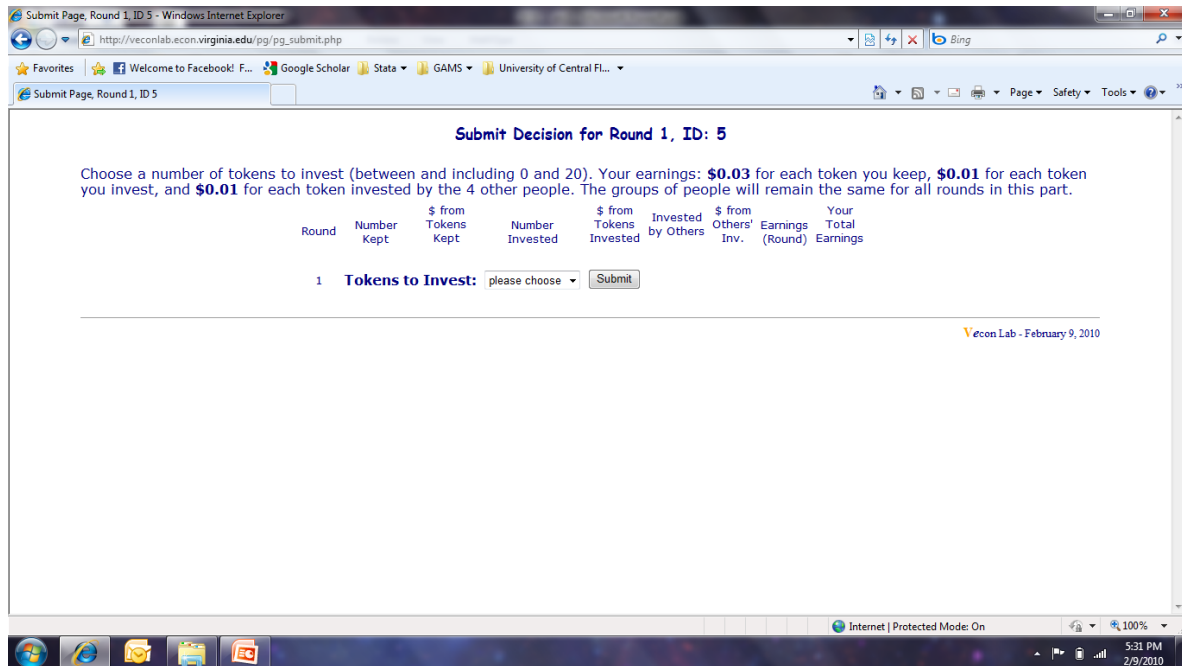 Submit Page, Round 1, ID 5 - Windows Internet Explorer
http://veconlab.econ.virginia.edu/pg/pg_submit.php
Bing
Favorites Welcome to Facebook! F... Google Scholar Stata GAMS University of Central Fl...
Submit Page, Round 1, ID 5
Page Safety Tools
Submit Decision for Round 1, ID: 5
Choose a number of tokens to invest (between and including 0 and 20). Your earnings: $0.03 for each token you keep, $0.01 for each token
you invest, and $0.01 for each token invested by the 4 other people. The groups of people will remain the same for all rounds in this part.
Round
Number
Kept
$ from
Tokens
Kept
Number
Invested
$ from
Tokens
Invested
Invested
by Others
$ from
Others'
Inv.
Earnings
(Round)
Your
Total
Earnings
1 Tokens to Invest: please choose Submit
Vecon Lab - February 9, 2010
Internet | Protected Mode: On 100%
5:31 PM
2/9/2010